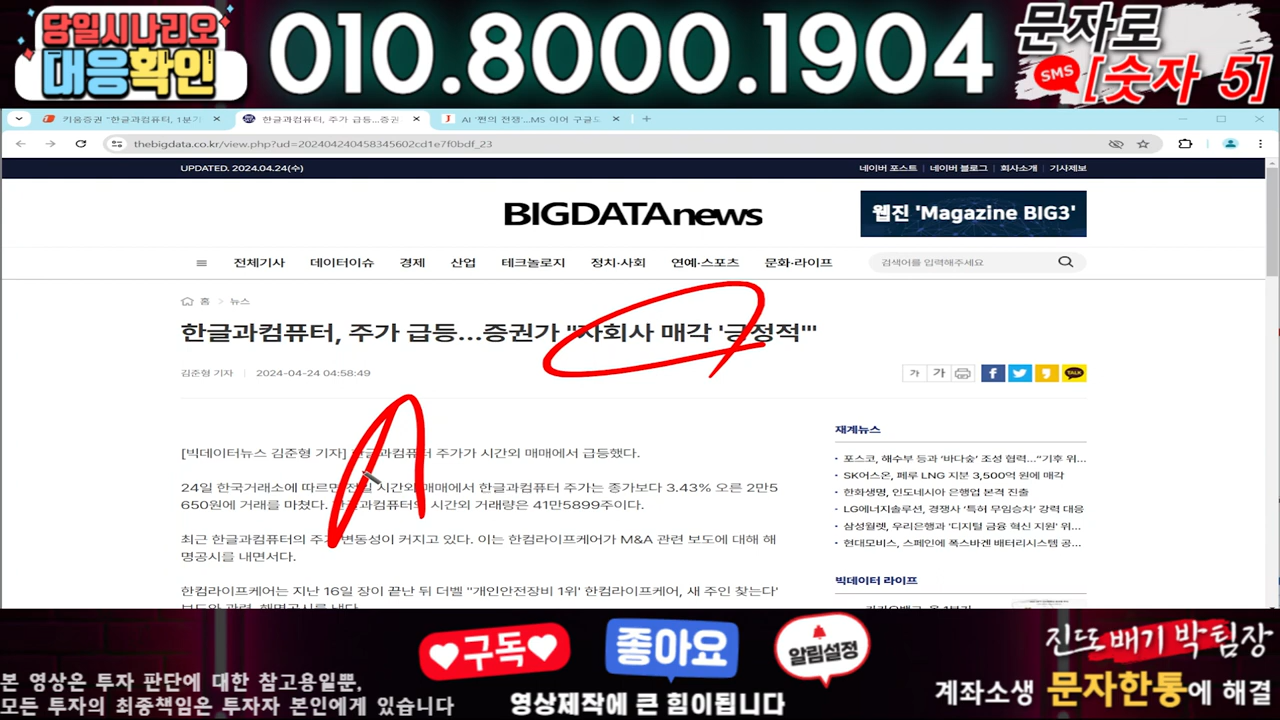 당일시나리오
대응확인
010.8000.1904
문자로
SMS
[숫자 5]
키움증권 "한글과컴퓨터, 1분기
한글과컴퓨터, 주가 급등…증권
AI '쩐의 전쟁'…MS 이어 구글도
thebigdata.co.kr/view.php?ud=202404240458345602cd1e7f0bdf_23
UPDATED. 2024.04.24(수)
네이버 포스트 | 네이버 블로그 | 회사소개 | 기사제보
BIGDATAnews
웹진 'Magazine BIG3'
전체기사 데이터이슈 경제 산업 테크놀로지 정치·사회 연예·스포츠 문화·라이프
검색어를 입력해주세요
홈 > 뉴스
한글과컴퓨터, 주가 급등…증권가 "자회사 매각 '긍정적'"
김준형 기자 | 2024-04-24 04:58:49
가 가
TALK
[빅데이터뉴스 김준형 기자] 한글과컴퓨터 주가가 시간외 매매에서 급등했다.
24일 한국거래소에 따르면 전일 시간외 매매에서 한글과컴퓨터 주가는 종가보다 3.43% 오른 2만5
650원에 거래를 마쳤다. 한글과컴퓨터의 시간외 거래량은 41만5899주이다.
최근 한글과컴퓨터의 주가 변동성이 커지고 있다. 이는 한컴라이프케어가 M&A 관련 보도에 대해 해
명공시를 내면서다.
한컴라이프케어는 지난 16일 장이 끝난 뒤 더벨 "개인안전장비 1위' 한컴라이프케어, 새 주인 찾는다'
재계뉴스
포스코, 해수부 등과 '바다숲' 조성 협력…"기후 위...
SK어스온, 페루 LNG 지분 3,500억 원에 매각
한화생명, 인도네시아 은행업 본격 진출
LG에너지솔루션, 경쟁사 '특허 무임승차' 강력 대응
삼성월렛, 우리은행과 '디지털 금융 혁신 지원' 위...
현대모비스, 스페인에 폭스바겐 배터리시스템 공...
빅데이터 라이프
구독
좋아요
알림설정
영상제작에 큰 힘이됩니다
본 영상은 투자 판단에 대한 참고용일뿐,
모든 투자의 최종책임은 투자자 본인에게 있습니다
진또배기 박팀장
계좌소생 문자한통에 해결